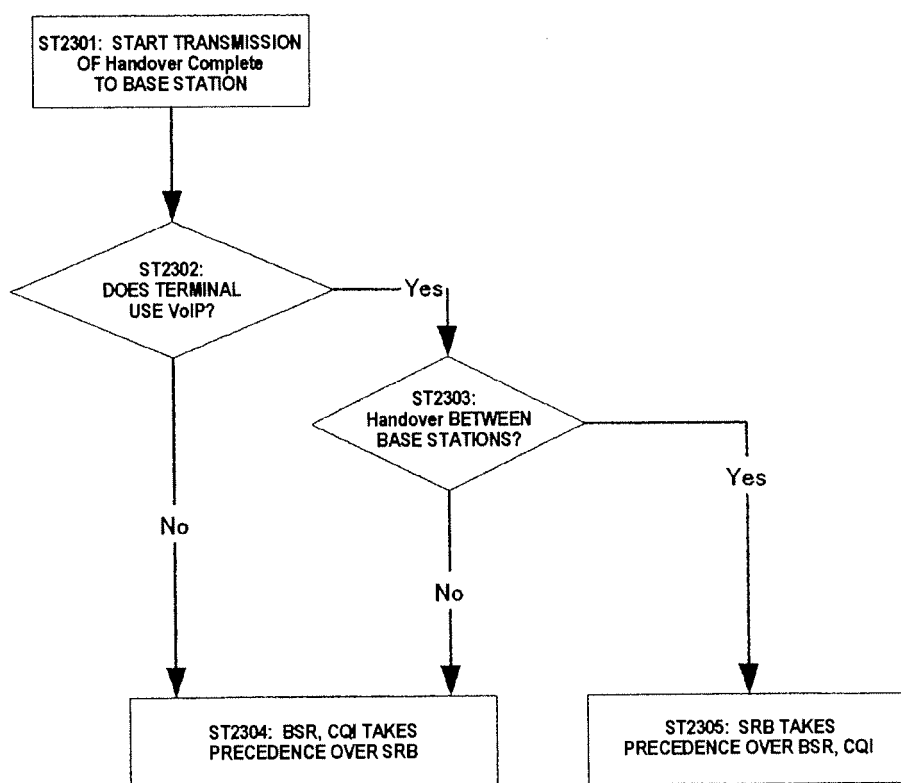 ST2301: START TRANSMISSION
OF Handover Complete
TO BASE STATION
ST2302:
DOES TERMINAL
USE VoIP?
Yes
ST2303:
Handover BETWEEN
BASE STATIONS?
Yes
No
No
ST2304: BSR, CQI TAKES
PRECEDENCE OVER SRB
ST2305: SRB TAKES
PRECEDENCE OVER BSR, CQI